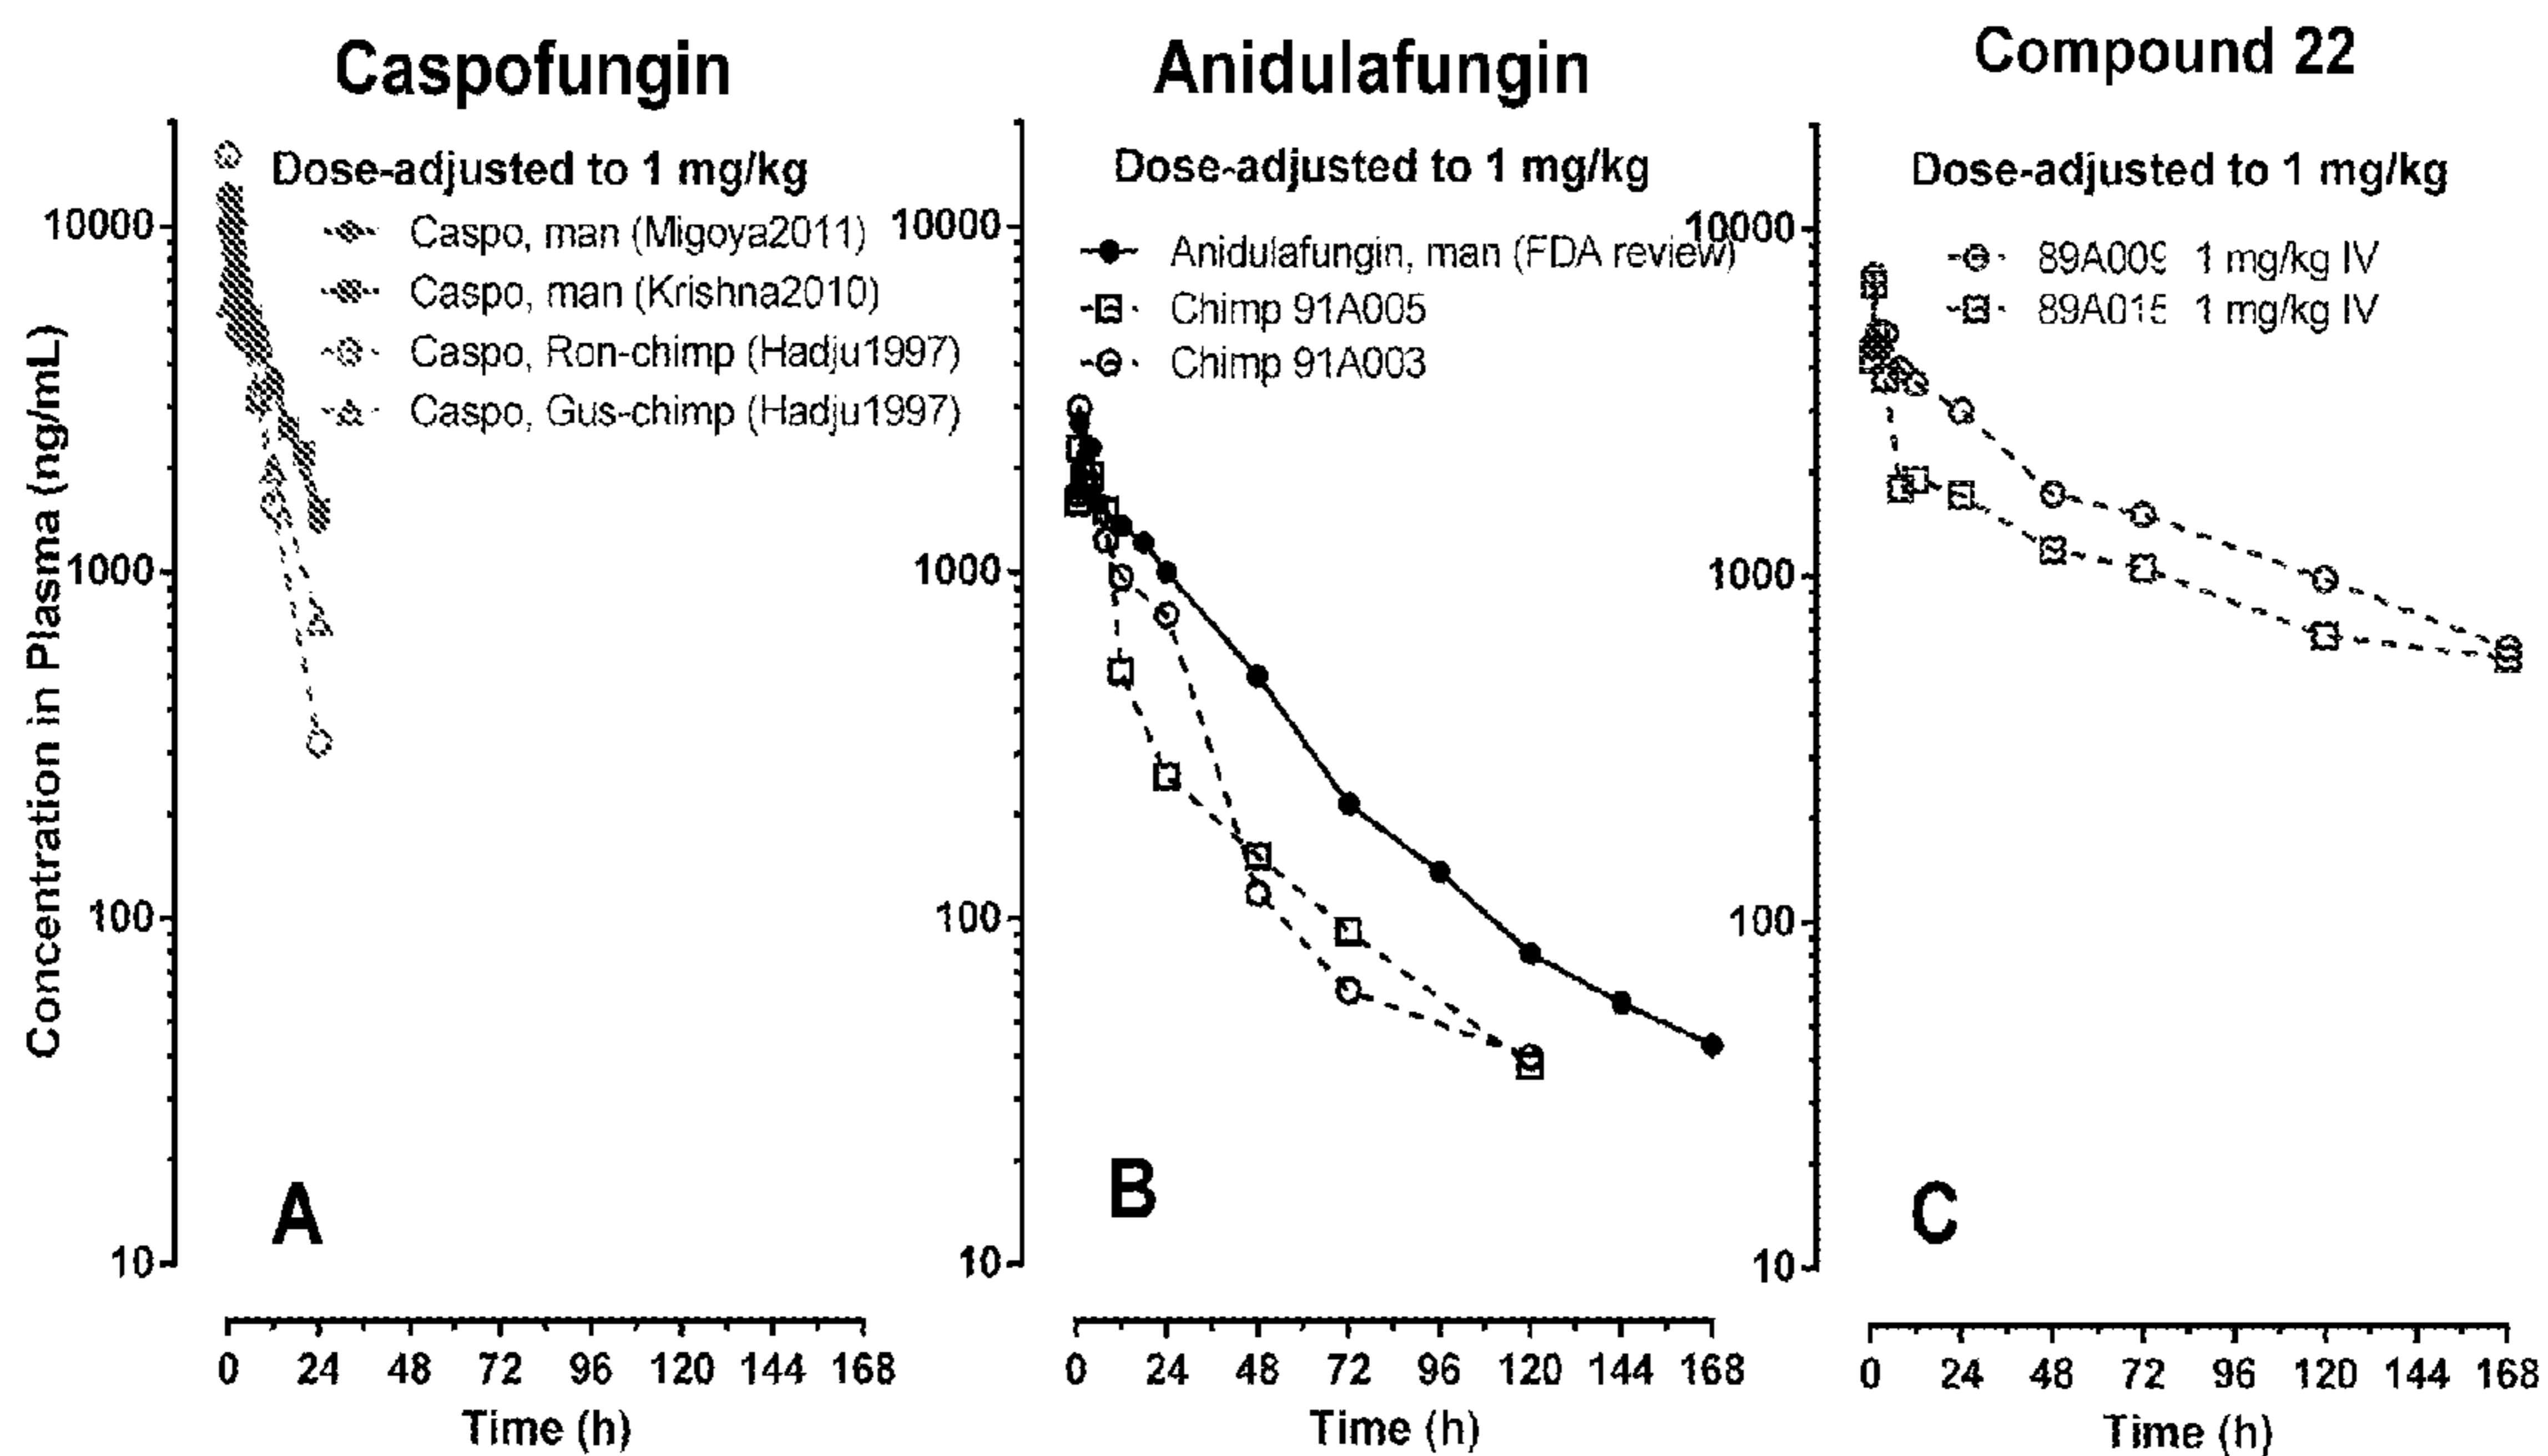 Caspofungin
Dose-adjusted to 1 mg/kg
Caspo, man (Migoya2011)
Caspo, man (Krishna2010)
Caspo, Ron-chimp (Hadju1997)
Caspo, Gus-chimp (Hadju1997)
Concentration in Plasma (ng/mL)
10000
1000
100
10
A
0 24 48 72 96 120 144 168
Time (h)
Anidulafungin
Dose-adjusted to 1 mg/kg
Anidulafungin, man (FDA review)
Chimp 91A005
Chimp 91A003
10000
1000
100
10
B
0 24 48 72 96 120 144 168
Time (h)
Compound 22
Dose-adjusted to 1 mg/kg
89A009 1 mg/kg IV
89A015 1 mg/kg IV
10000
1000
100
10
C
0 24 48 72 96 120 144 168
Time (h)